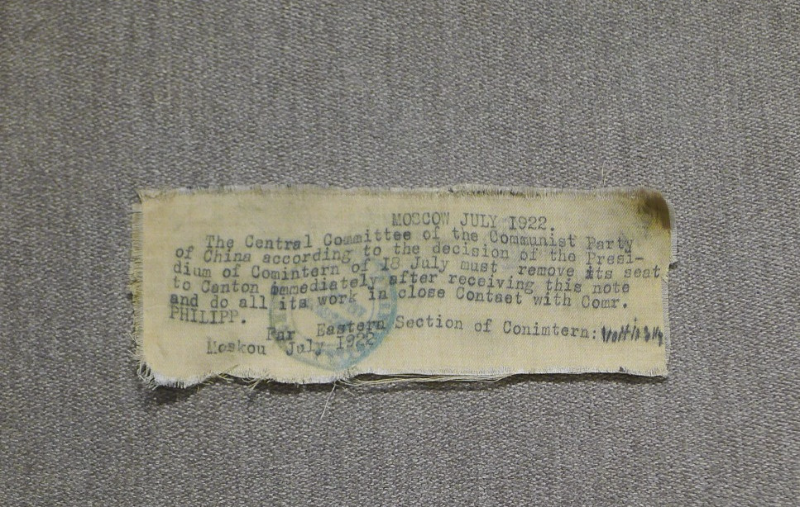 MOSCOW JULY 1922.
The Central Committee of the Communist Party
of China according to the decision of the Presi-
dium of Comintern of 18 July must remove its seat
to Canton immediately after receiving this note
and do all its work in close Contact with Comr.
PHILIPP.
Far Eastern Section of Conimtern:
Moskou July 1922